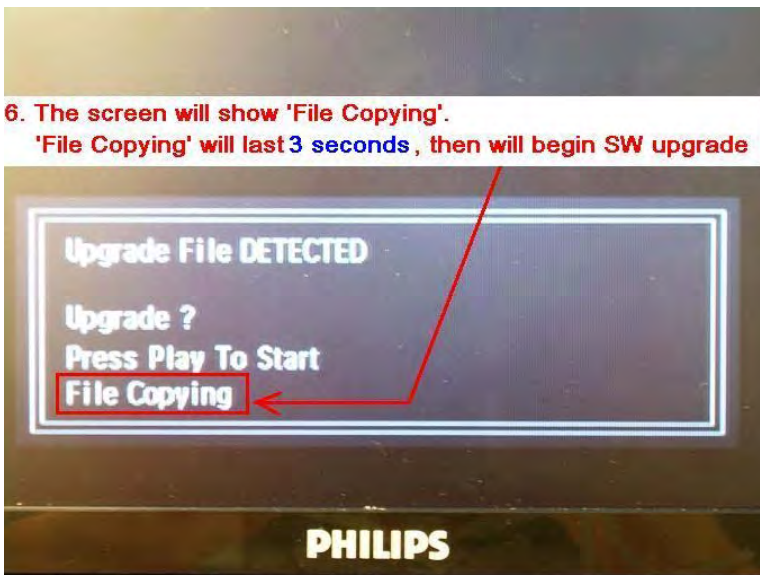 6. The screen will show 'File Copying'.
'File Copying' will last 3 seconds, then will begin SW upgrade
Upgrade File DETECTED
Upgrade ?
Press Play To Start
File Copying
PHILIPS